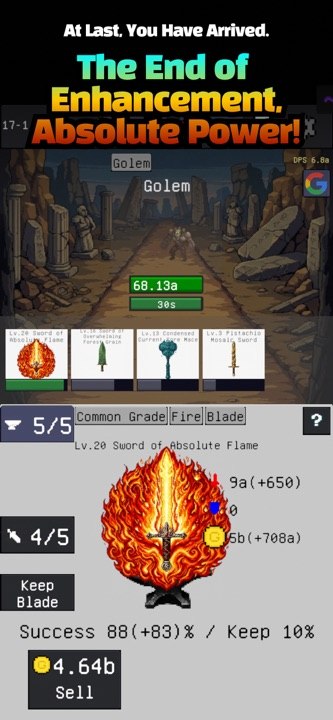 At Last, You Have Arrived.
The End of
Enhancement,
Absolute Power!
17-1
Golem
DPS 6.8a
Golem
68.13a
30s
Lv.20 Sword of
Absolute Flame
Lv.16 Sword of
Overwhelming
Forest Grain
Lv.13 Condensed
Current Core Mace
Lv.3 Pistachio
Mosaic Sword
5/5
Common Grade Fire Blade
?
Lv.20 Sword of Absolute Flame
9a(+650)
0
5b(+708a)
4/5
Keep
Blade
Success 88(+83)% / Keep 10%
4.64b
Sell